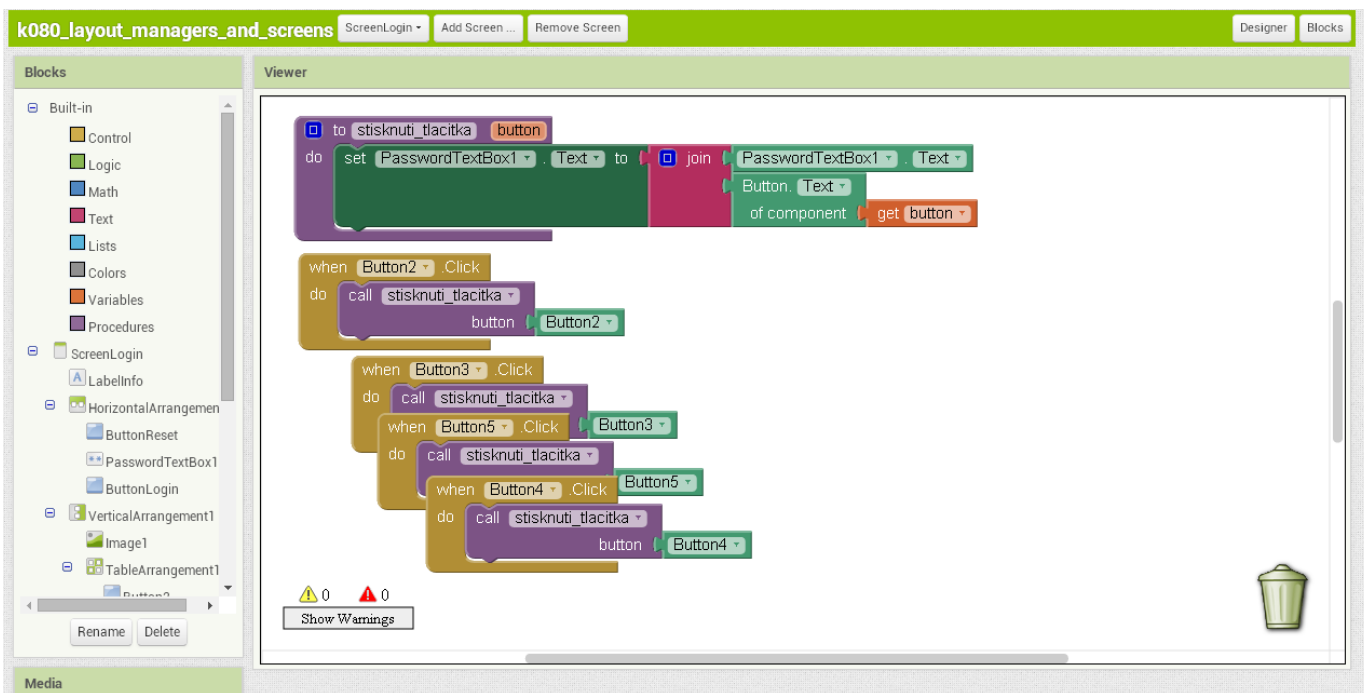 k080_layout_managers_and_screens ScreenLogin Add Screen ... Remove Screen Designer Blocks
Blocks
Built-in
Control
Logic
Math
Text
Lists
Colors
Variables
Procedures
ScreenLogin
LabelInfo
HorizontalArrangemen
ButtonReset
PasswordTextBox1
ButtonLogin
VerticalArrangement1
Image1
TableArrangement1
Button2
Rename Delete
Media
Viewer
to stisknuti_tlacitka button
do set PasswordTextBox1 . Text to join PasswordTextBox1 . Text
Button. Text
of component get button
when Button2 .Click
do call stisknuti_tlacitka
button Button2
when Button3 .Click
do call stisknuti_tlacitka
Button3
when Button5 .Click
do call stisknuti_tlacitka
Button5
when Button4 .Click
do call stisknuti_tlacitka
button Button4
0 0
Show Warnings